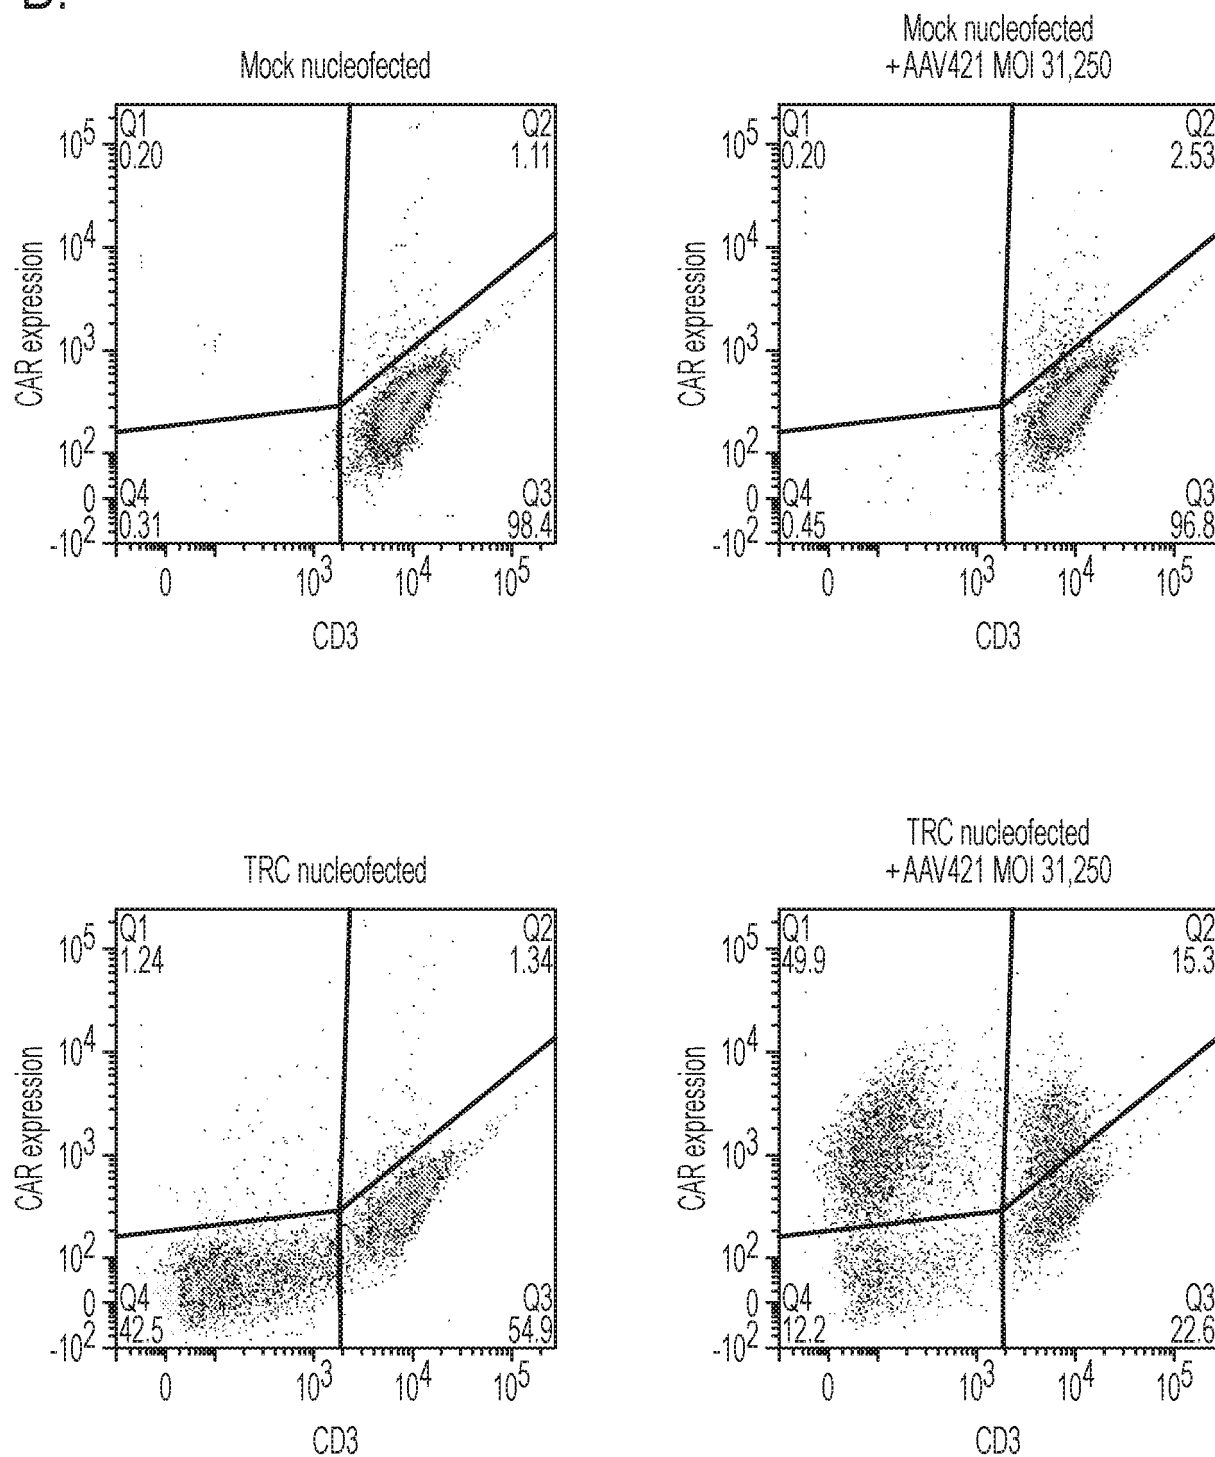 B.
Mock nucleofected
Q1
0.20
Q2
1.11
Q4
0.31
Q3
98.4
10^5
10^4
10^3
10^2
0
-10^2
CAR expression
0
10^3
10^4
10^5
CD3
Mock nucleofected
+AAV421 MOI 31,250
Q1
0.20
Q2
2.53
Q4
0.45
Q3
96.8
10^5
10^4
10^3
10^2
0
-10^2
CAR expression
0
10^3
10^4
10^5
CD3
TRC nucleofected
Q1
1.24
Q2
1.34
Q4
42.5
Q3
54.9
10^5
10^4
10^3
10^2
0
-10^2
CAR expression
0
10^3
10^4
10^5
CD3
TRC nucleofected
+AAV421 MOI 31,250
Q1
49.9
Q2
15.3
Q4
12.2
Q3
22.6
10^5
10^4
10^3
10^2
0
-10^2
CAR expression
0
10^3
10^4
10^5
CD3